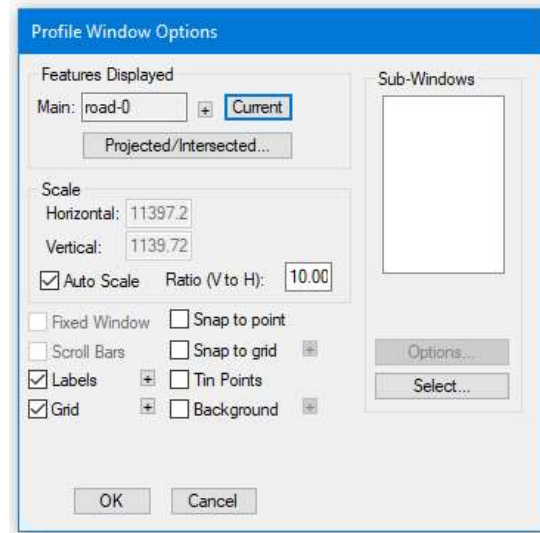 Profile Window Options
Features Displayed
Main: road-0 + Current
Projected/Intersected...
Scale
Horizontal: 11397.2
Vertical: 1139.72
Auto Scale Ratio (V to H): 10.00
Fixed Window Snap to point
Scroll Bars Snap to grid +
Labels + Tin Points
Grid + Background +
OK Cancel
Sub-Windows
Options...
Select...